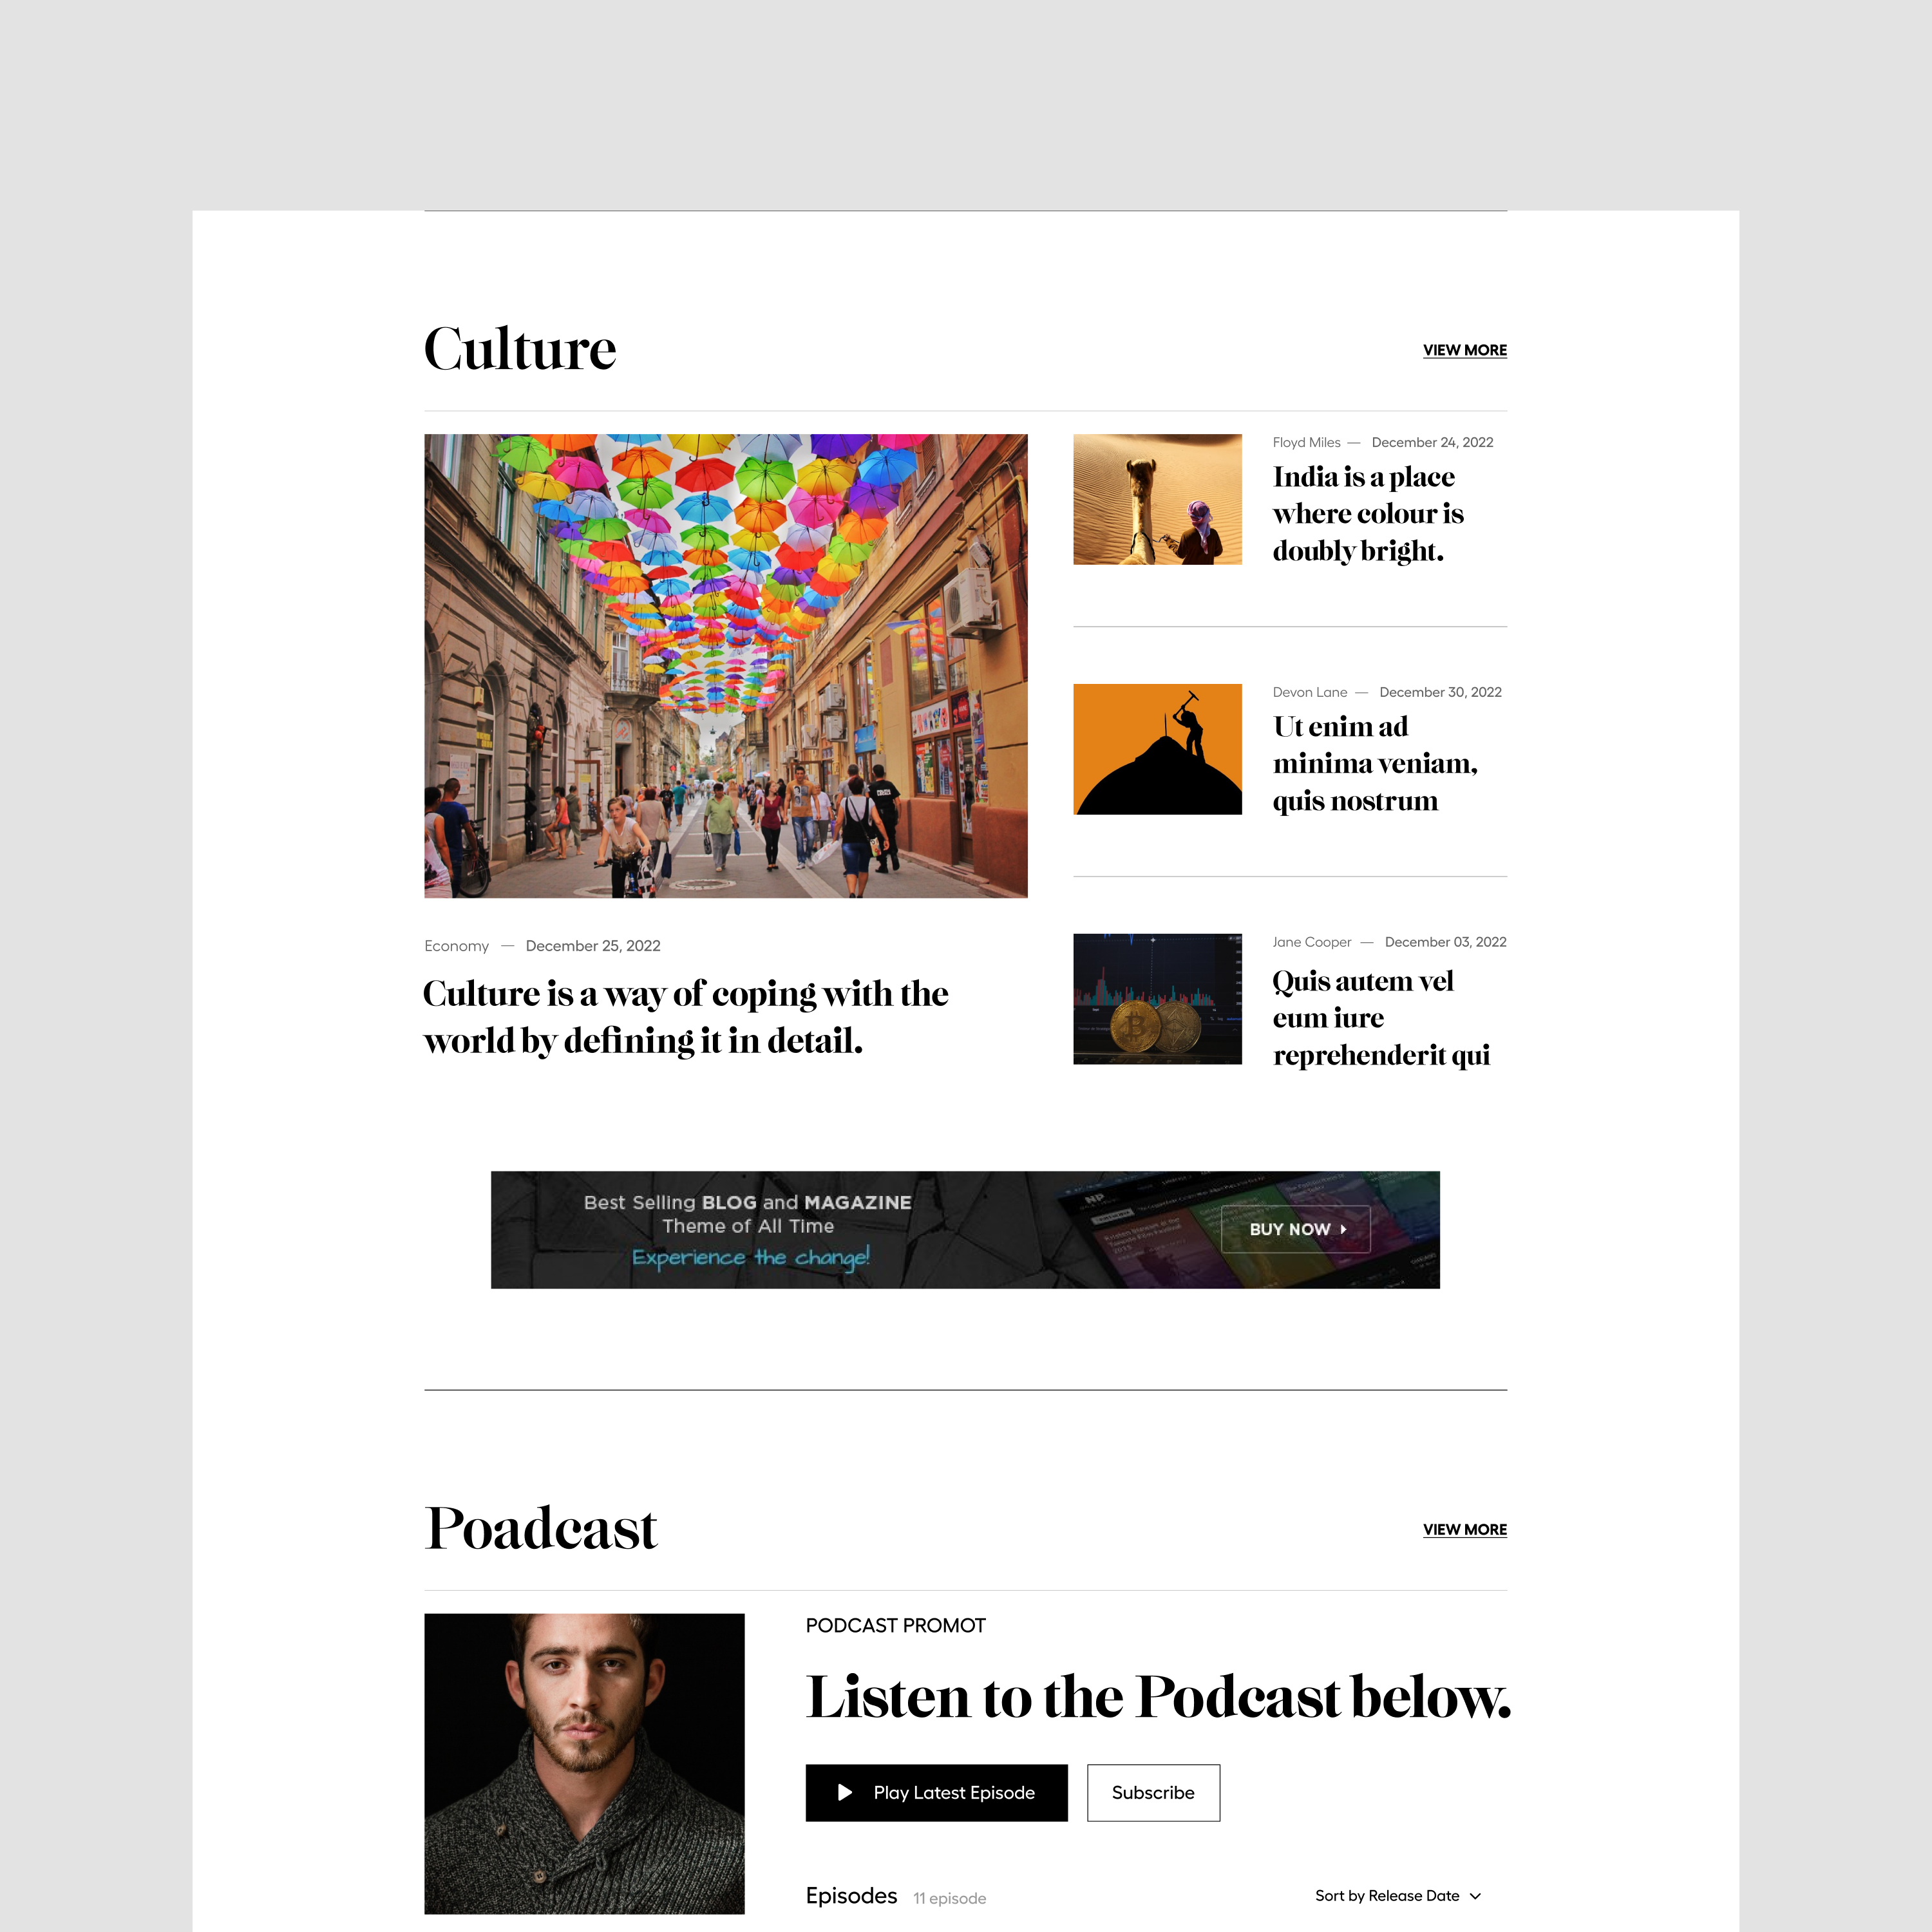 Culture
VIEW MORE
Economy — December 25, 2022
Culture is a way of coping with the
world by defining it in detail.
Floyd Miles — December 24, 2022
India is a place
where colour is
doubly bright.
Devon Lane — December 30, 2022
Ut enim ad
minima veniam,
quis nostrum
Jane Cooper — December 03, 2022
Quis autem vel
eum iure
reprehenderit qui
Best Selling BLOG and MAGAZINE
Theme of All Time
Experience the change!
NP
BUY NOW
Poadcast
VIEW MORE
PODCAST PROMOT
Listen to the Podcast below.
Play Latest Episode
Subscribe
Episodes 11 episode
Sort by Release Date